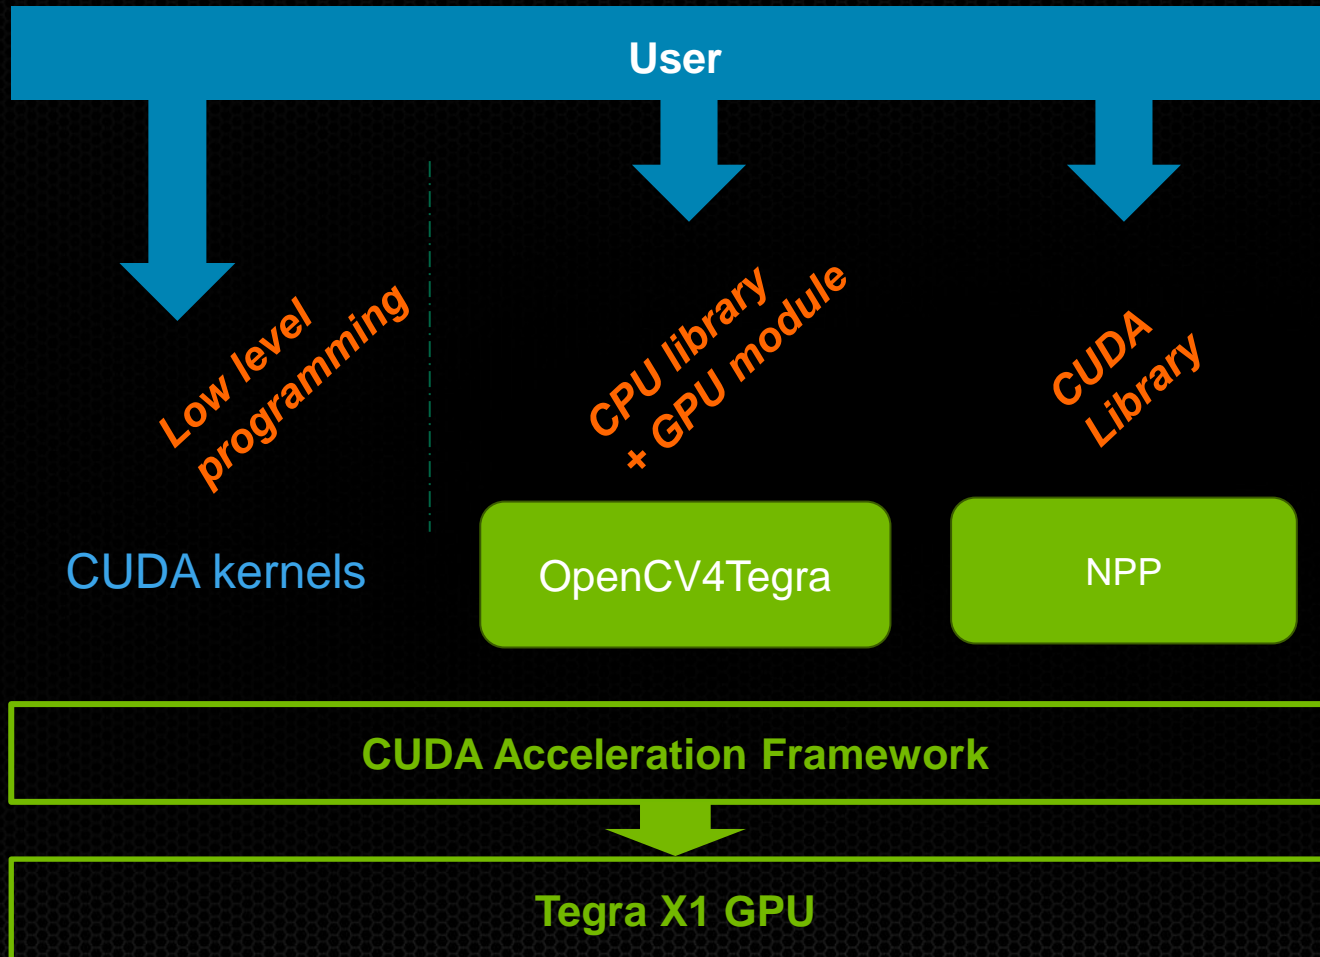 User
Low level
programming
CPU library
+ GPU module
CUDA
Library
CUDA kernels
OpenCV4Tegra
NPP
CUDA Acceleration Framework
Tegra X1 GPU